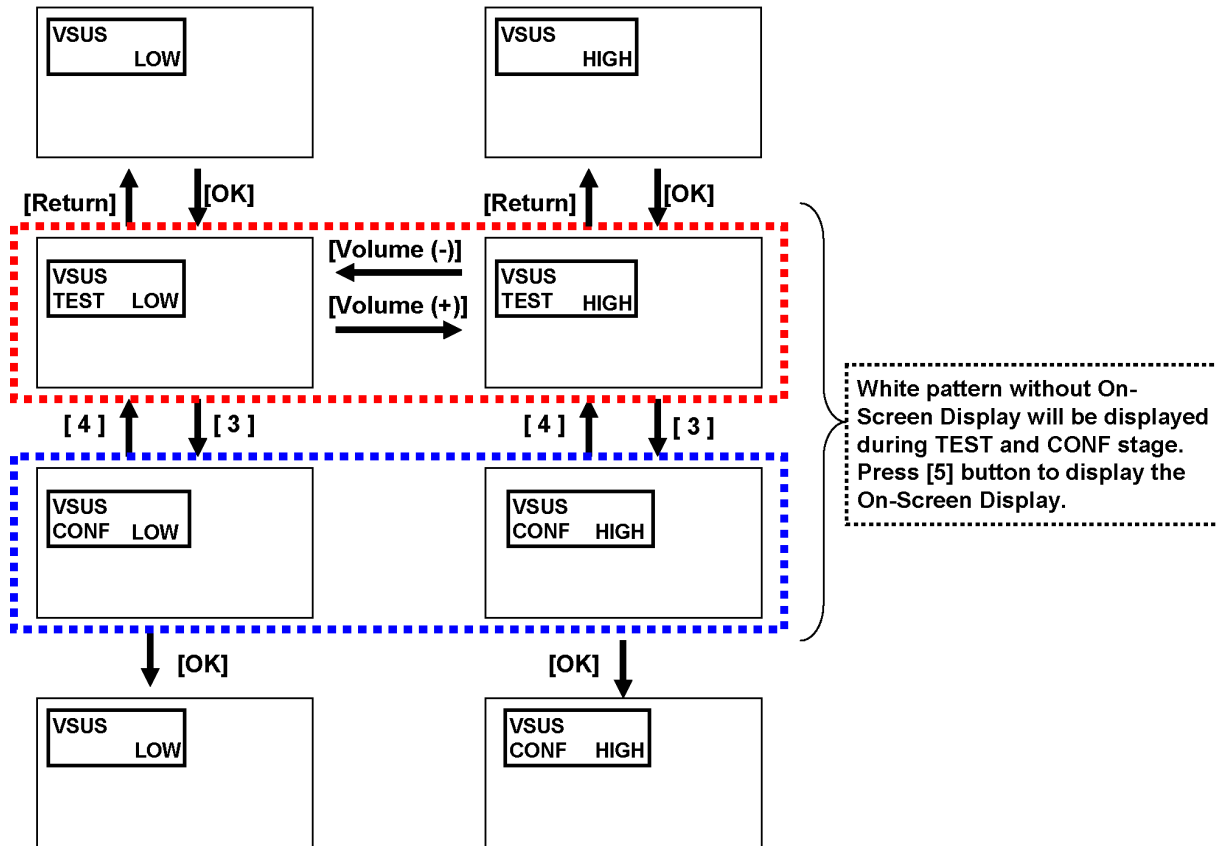 VSUS
LOW
VSUS
HIGH
[Return]
[OK]
[Return]
[OK]
VSUS
TEST LOW
[Volume (-)]
[Volume (+)]
VSUS
TEST HIGH
[ 4 ]
[ 3 ]
[ 4 ]
[ 3 ]
White pattern without On-
Screen Display will be displayed
during TEST and CONF stage.
Press [5] button to display the
On-Screen Display.
VSUS
CONF LOW
VSUS
CONF HIGH
[OK]
[OK]
VSUS
LOW
VSUS
CONF HIGH